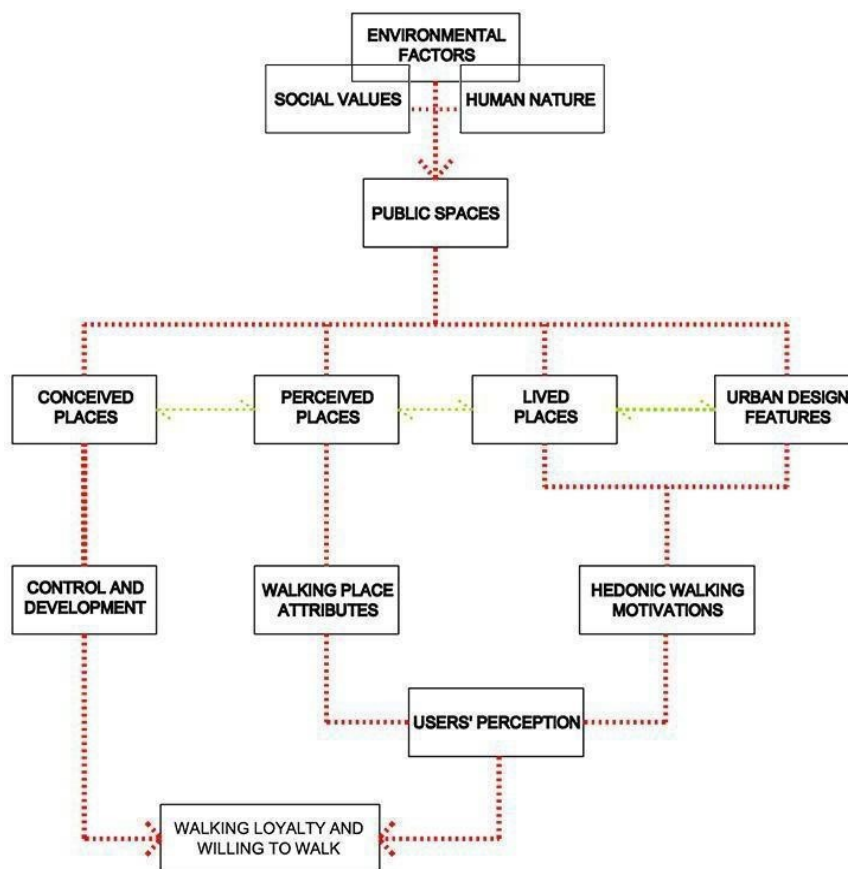 ENVIRONMENTAL
FACTORS
SOCIAL VALUES
HUMAN NATURE
PUBLIC SPACES
CONCEIVED
PLACES
PERCEIVED
PLACES
LIVED
PLACES
URBAN DESIGN
FEATURES
CONTROL AND
DEVELOPMENT
WALKING PLACE
ATTRIBUTES
HEDONIC WALKING
MOTIVATIONS
USERS' PERCEPTION
WALKING LOYALTY AND
WILLING TO WALK